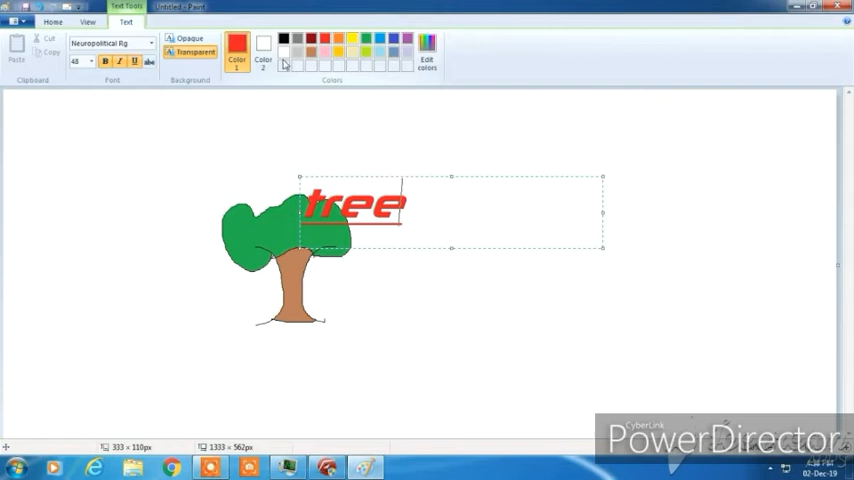 Text Tools
Untitled - Paint
Home
View
Text
Paste
Cut
Copy
Clipboard
Neuropolitical Rg
48
B
I
U
abc
Font
Opaque
Transparent
Background
Color 1
Color 2
Edit colors
Colors
tree
333 × 110px
1333 × 562px
CyberLink
PowerDirector
02-Dec-19